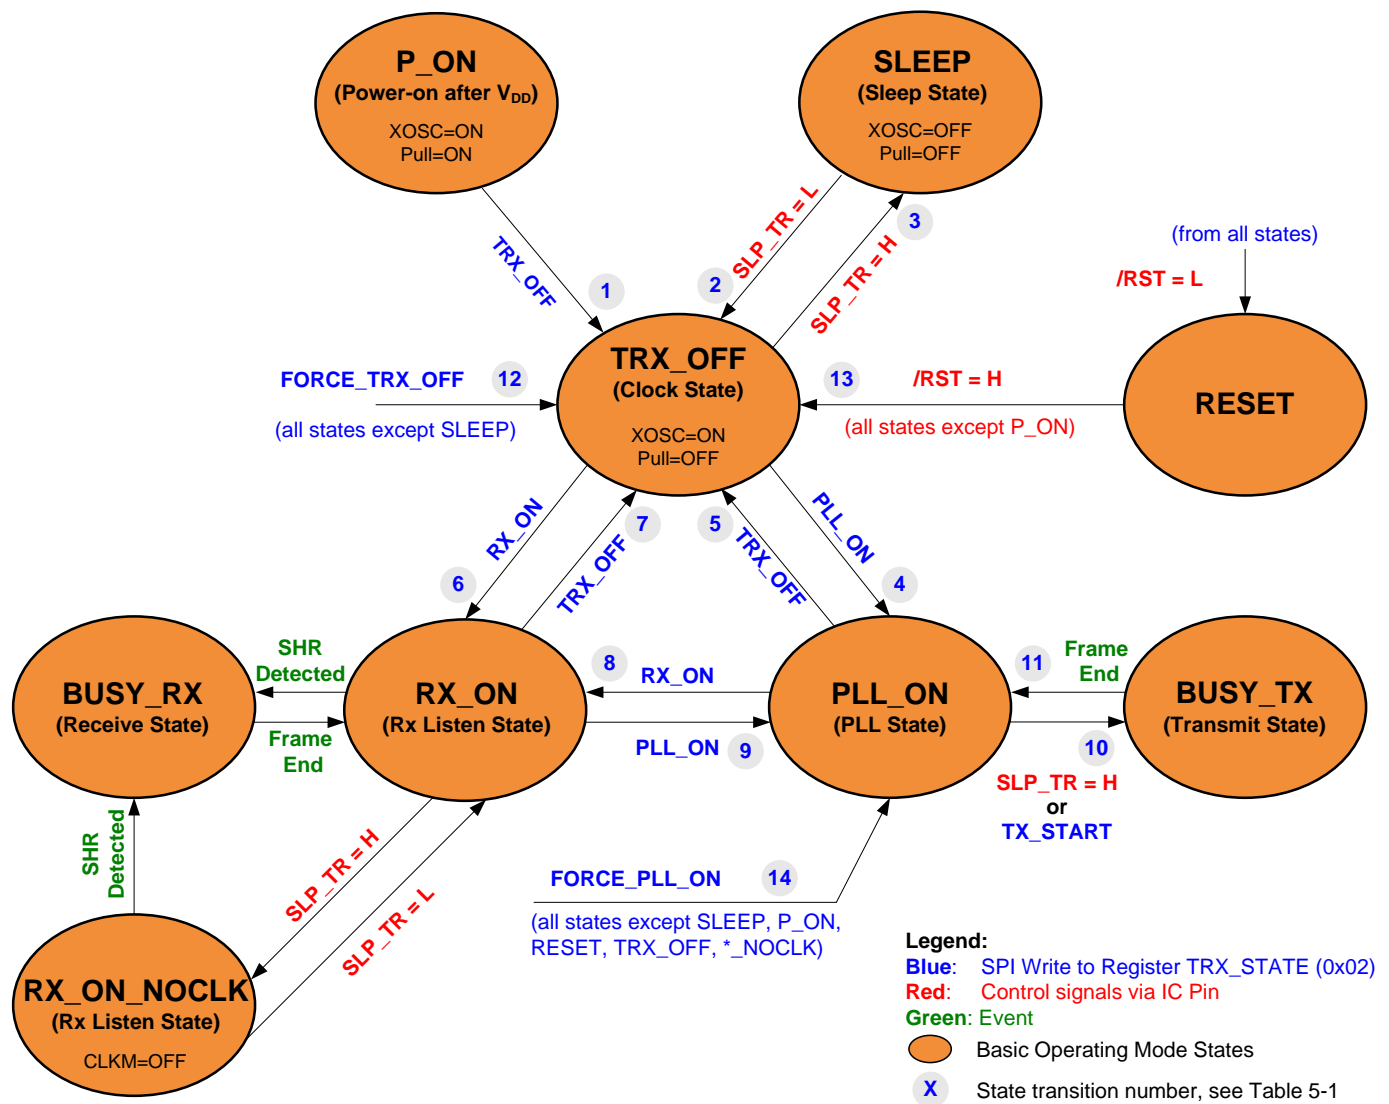 P_ON
(Power-on after VDD)
XOSC=ON
Pull=ON
SLEEP
(Sleep State)
XOSC=OFF
Pull=OFF
TRX_OFF
1
2
SLP_TR = L
SLP_TR = H
3
(from all states)
/RST = L
TRX_OFF
(Clock State)
XOSC=ON
Pull=OFF
FORCE_TRX_OFF
12
(all states except SLEEP)
13
/RST = H
(all states except P_ON)
RESET
RX_ON
6
7
TRX_OFF
5
TRX_OFF
PLL_ON
4
BUSY_RX
(Receive State)
SHR
Detected
Frame
End
RX_ON
(Rx Listen State)
8
RX_ON
PLL_ON
9
PLL_ON
(PLL State)
11
Frame
End
10
SLP_TR = H
or
TX_START
BUSY_TX
(Transmit State)
SHR
Detected
SLP_TR = H
SLP_TR = L
FORCE_PLL_ON
14
(all states except SLEEP, P_ON,
RESET, TRX_OFF, *_NOCLK)
RX_ON_NOCLK
(Rx Listen State)
CLKM=OFF
Legend:
Blue: SPI Write to Register TRX_STATE (0x02)
Red: Control signals via IC Pin
Green: Event
Basic Operating Mode States
X State transition number, see Table 5-1